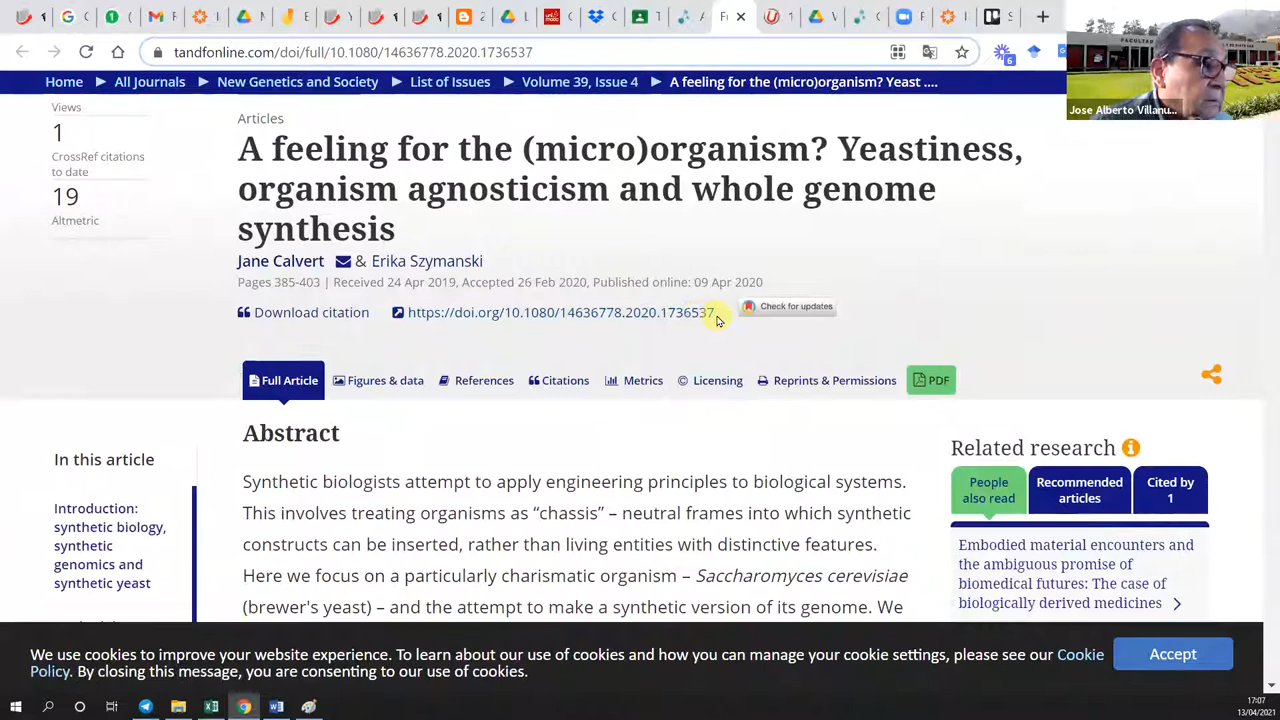 tandfonline.com/doi/full/10.1080/14636778.2020.1736537
6
Home ▶ All Journals ▶ New Genetics and Society ▶ List of Issues ▶ Volume 39, Issue 4 ▶ A feeling for the (micro)organism? Yeast ....
Jose Alberto Villanu...
Views
1
CrossRef citations
to date
19
Altmetric
Articles
A feeling for the (micro)organism? Yeastiness,
organism agnosticism and whole genome
synthesis
Jane Calvert & Erika Szymanski
Pages 385-403 | Received 24 Apr 2019, Accepted 26 Feb 2020, Published online: 09 Apr 2020
Download citation https://doi.org/10.1080/14636778.2020.1736537 Check for updates
Full Article Figures & data References Citations Metrics Licensing Reprints & Permissions PDF
In this article
Introduction:
synthetic biology,
synthetic
genomics and
synthetic yeast
Abstract
Synthetic biologists attempt to apply engineering principles to biological systems.
This involves treating organisms as “chassis” – neutral frames into which synthetic
constructs can be inserted, rather than living entities with distinctive features.
Here we focus on a particularly charismatic organism – Saccharomyces cerevisiae
(brewer's yeast) – and the attempt to make a synthetic version of its genome. We
Related research
People
also read
Recommended
articles
Cited by
1
Embodied material encounters and
the ambiguous promise of
biomedical futures: The case of
biologically derived medicines
We use cookies to improve your website experience. To learn about our use of cookies and how you can manage your cookie settings, please see our Cookie
Policy. By closing this message, you are consenting to our use of cookies.
Accept
17:07
13/04/2021